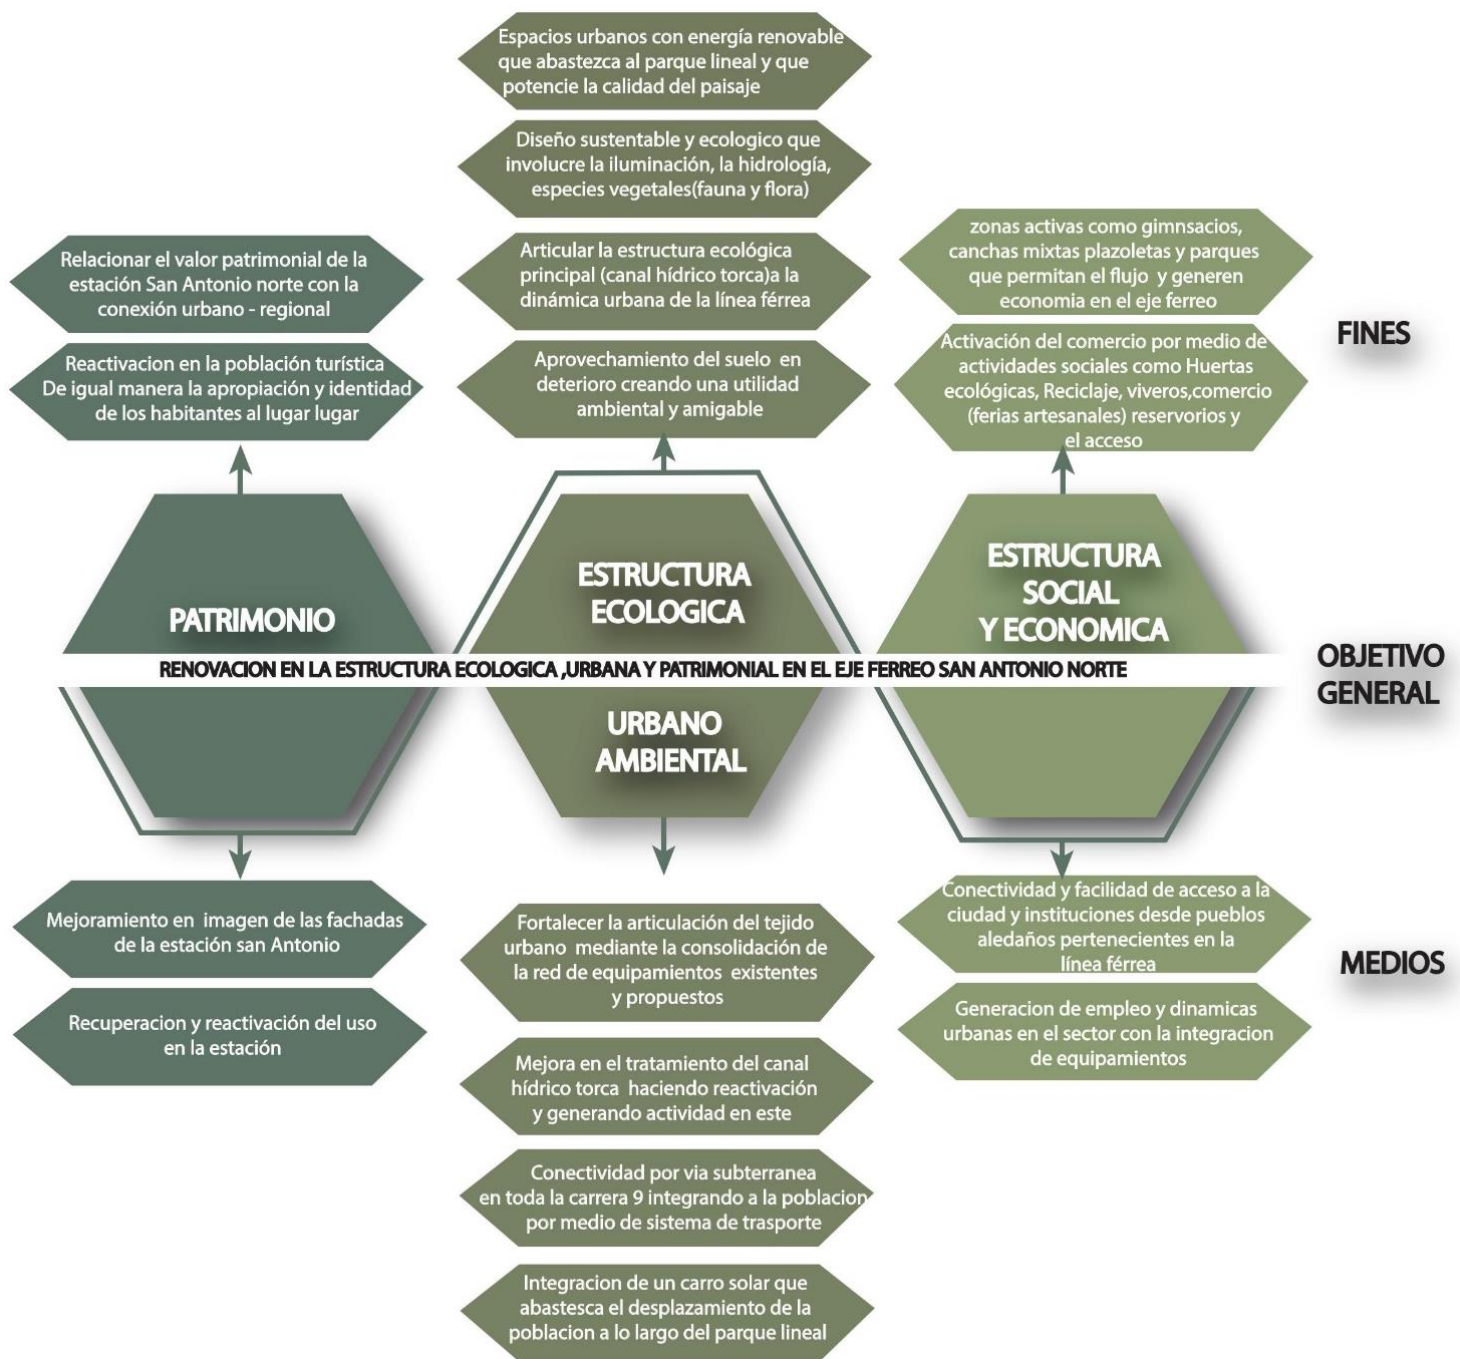 Espacios urbanos con energía renovable
que abastezca al parque lineal y que
potencie la calidad del paisaje
Diseño sustentable y ecologico que
involucre la iluminación, la hidrología,
especies vegetales(fauna y flora)
Relacionar el valor patrimonial de la
estación San Antonio norte con la
conexión urbano - regional
Articular la estructura ecológica
principal (canal hídrico torca)a la
dinámica urbana de la línea férrea
zonas activas como gimnsacios,
canchas mixtas plazoletas y parques
que permitan el flujo y generen
economia en el eje ferreo
FINES
Reactivacion en la población turística
De igual manera la apropiación y identidad
de los habitantes al lugar lugar
Aprovechamiento del suelo en
deterioro creando una utilidad
ambiental y amigable
Activación del comercio por medio de
actividades sociales como Huertas
ecológicas, Reciclaje, viveros,comercio
(ferias artesanales) reservorios y
el acceso
PATRIMONIO
ESTRUCTURA
ECOLOGICA
ESTRUCTURA
SOCIAL
Y ECONOMICA
RENOVACION EN LA ESTRUCTURA ECOLOGICA ,URBANA Y PATRIMONIAL EN EL EJE FERREO SAN ANTONIO NORTE
OBJETIVO
GENERAL
URBANO
AMBIENTAL
Mejoramiento en imagen de las fachadas
de la estación san Antonio
Fortalecer la articulación del tejido
urbano mediante la consolidación de
la red de equipamientos existentes
y propuestos
Conectividad y facilidad de acceso a la
ciudad y instituciones desde pueblos
aledaños pertenecientes en la
línea férrea
MEDIOS
Recuperacion y reactivación del uso
en la estación
Mejora en el tratamiento del canal
hídrico torca haciendo reactivación
y generando actividad en este
Generacion de empleo y dinamicas
urbanas en el sector con la integracion
de equipamientos
Conectividad por via subterranea
en toda la carrera 9 integrando a la poblacion
por medio de sistema de trasporte
Integracion de un carro solar que
abastesca el desplazamiento de la
poblacion a lo largo del parque lineal